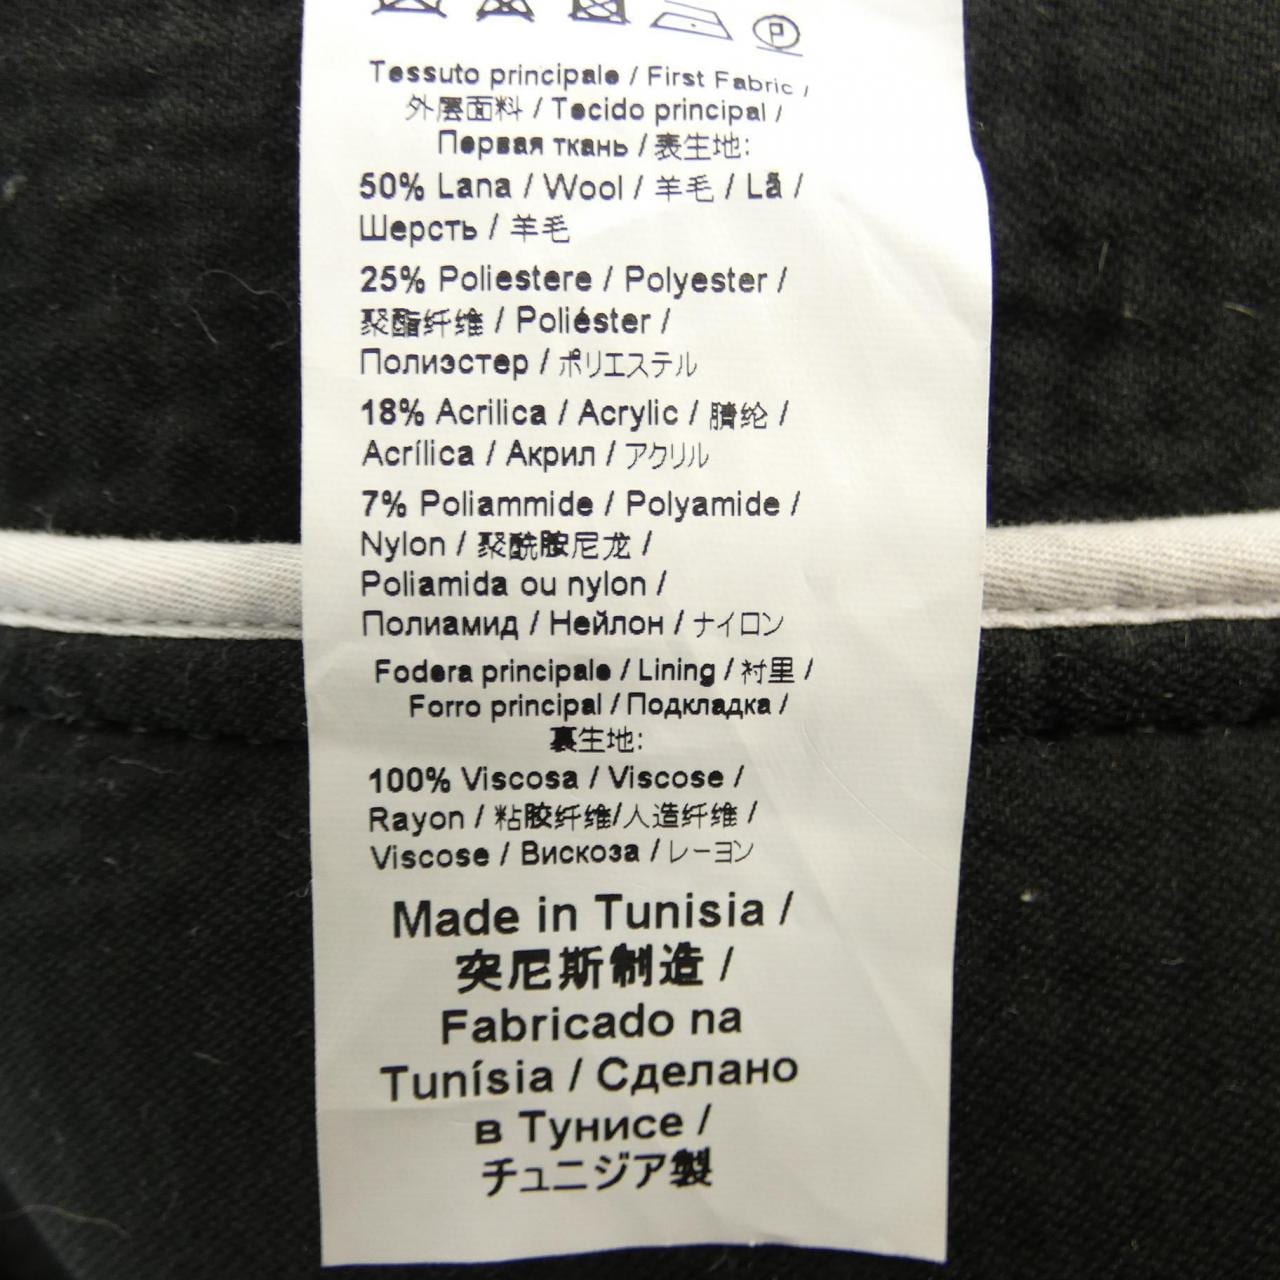 P
Tessuto principale / First Fabric /
外层面料 / Tecido principal /
Первая ткань / 表生地:
50% Lana / Wool / 羊毛 / Lã /
Шерсть / 羊毛
25% Poliestere / Polyester /
聚酯纤维 / Poliéster /
Полиэстер / ポリエステル
18% Acrilica / Acrylic / 腈纶 /
Acrílica / Акрил / アクリル
7% Poliammide / Polyamide /
Nylon / 聚酰胺尼龙 /
Poliamida ou nylon /
Полиамид / Нейлон / ナイロン
Fodera principale / Lining / 衬里 /
Forro principal / Подкладка /
裏生地:
100% Viscosa / Viscose /
Rayon / 粘胶纤维/人造纤维 /
Viscose / Вискоза / レーヨン
Made in Tunisia /
突尼斯制造 /
Fabricado na
Tunísia / Сделано
в Тунисе /
チュニジア製